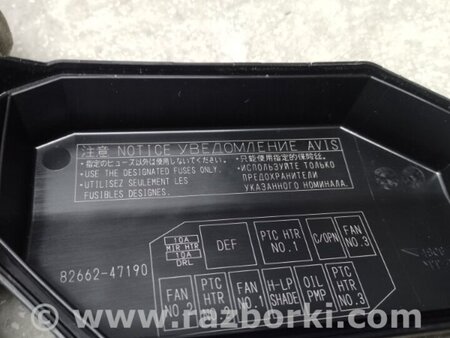 注意 NOTICE УВЕДОМЛЕНИЕ AVIS
・指定のヒューズ以外は使用しないでください。
・USE THE DESIGNATED FUSES ONLY.
・UTILISEZ SEULEMENT LES
FUSIBLES DESIGNES.
・只能使用指定的保险丝。
・ИСПОЛЬЗУЙТЕ ТОЛЬКО
ПРЕДОХРАНИТЕЛИ
УКАЗАННОГО НОМИНАЛА.
82662-47190
10A
MIR HTR
10A
DRL
DEF
PTC HTR
NO.1
C/OPN
FAN
NO.3
FAN
NO.2
PTC
HTR
FAN
NO.1
H-LP
SHADE
OIL
PMP
PTC
HTR
NO.3
www.razborki.com